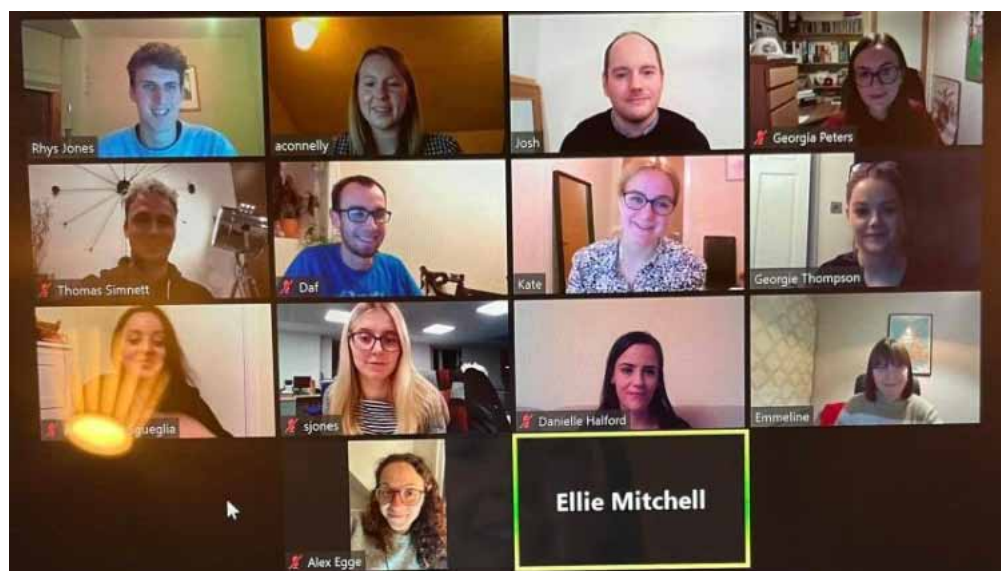 Rhys Jones
aconnelly
Josh
Georgia Peters
Thomas Simnett
Daf
Kate
Georgie Thompson
sjones
Danielle Halford
Emmeline
Alex Egge
Ellie Mitchell